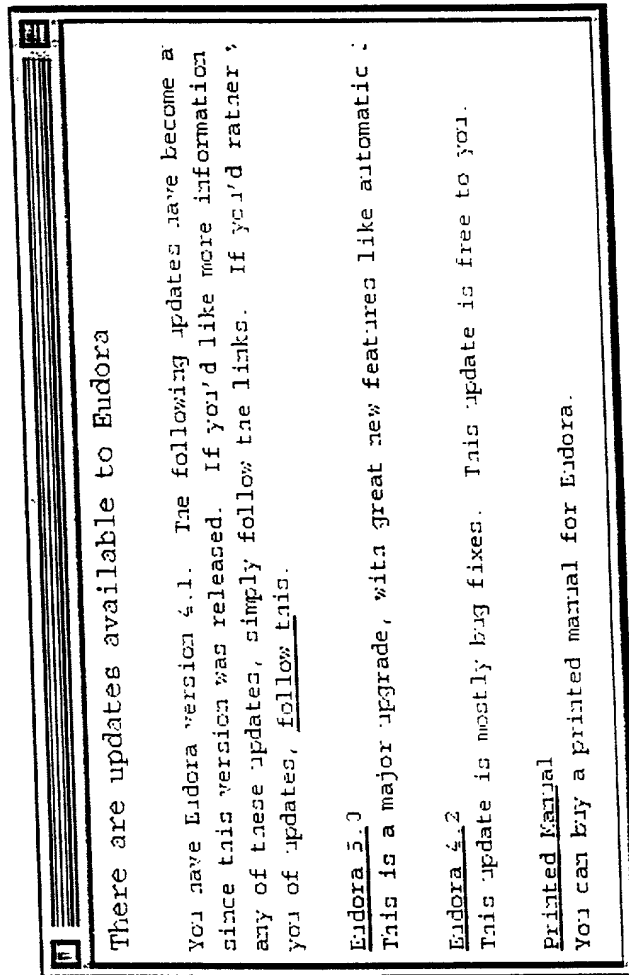 There are updates available to Eudora
You have Eudora version 4.1. The following updates have become a
since this version was released. If you'd like more information
any of these updates, simply follow the links. If you'd rather
you of updates, follow this.
Eudora 5.0
This is a major upgrade, with great new features like automatic
Eudora 4.2
This update is mostly bug fixes. This update is free to you.
Printed Manual
You can buy a printed manual for Eudora.